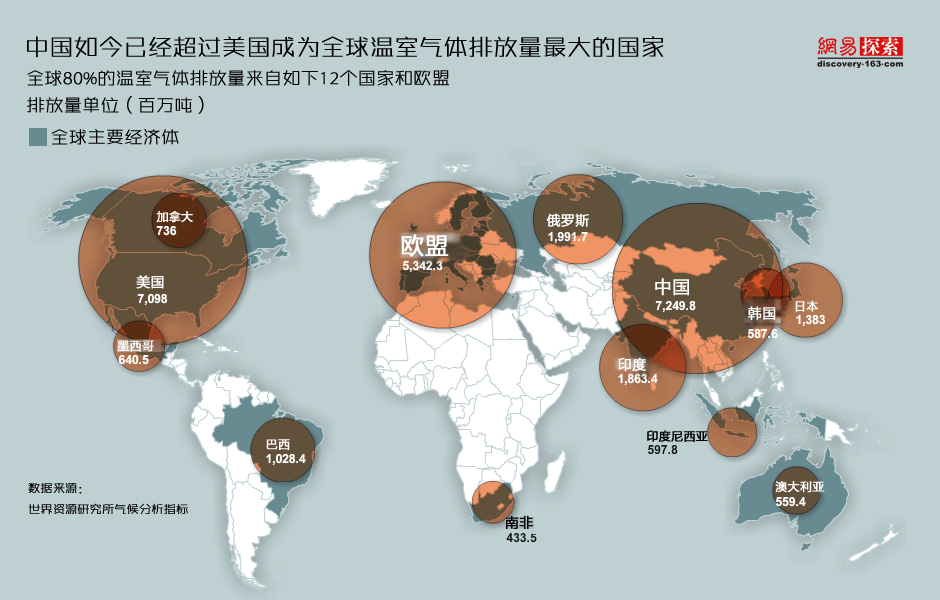 中国如今已经超过美国成为全球温室气体排放量最大的国家
網易探索
discovery·163·com
全球80%的温室气体排放量来自如下12个国家和欧盟
排放量单位（百万吨）
全球主要经济体
加拿大
736
俄罗斯
1,991.7
欧盟
5,342.3
美国
7,098
中国
7,249.8
韩国
587.6
日本
1,383
墨西哥
640.5
印度
1,863.4
巴西
1,028.4
印度尼西亚
597.8
澳大利亚
559.4
南非
433.5
数据来源：
世界资源研究所气候分析指标